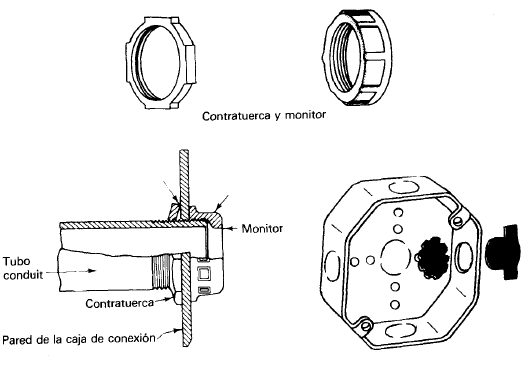 Contratuerca y monitor
Monitor
Tubo
conduit
Contratuerca
Pared de la caja de conexión